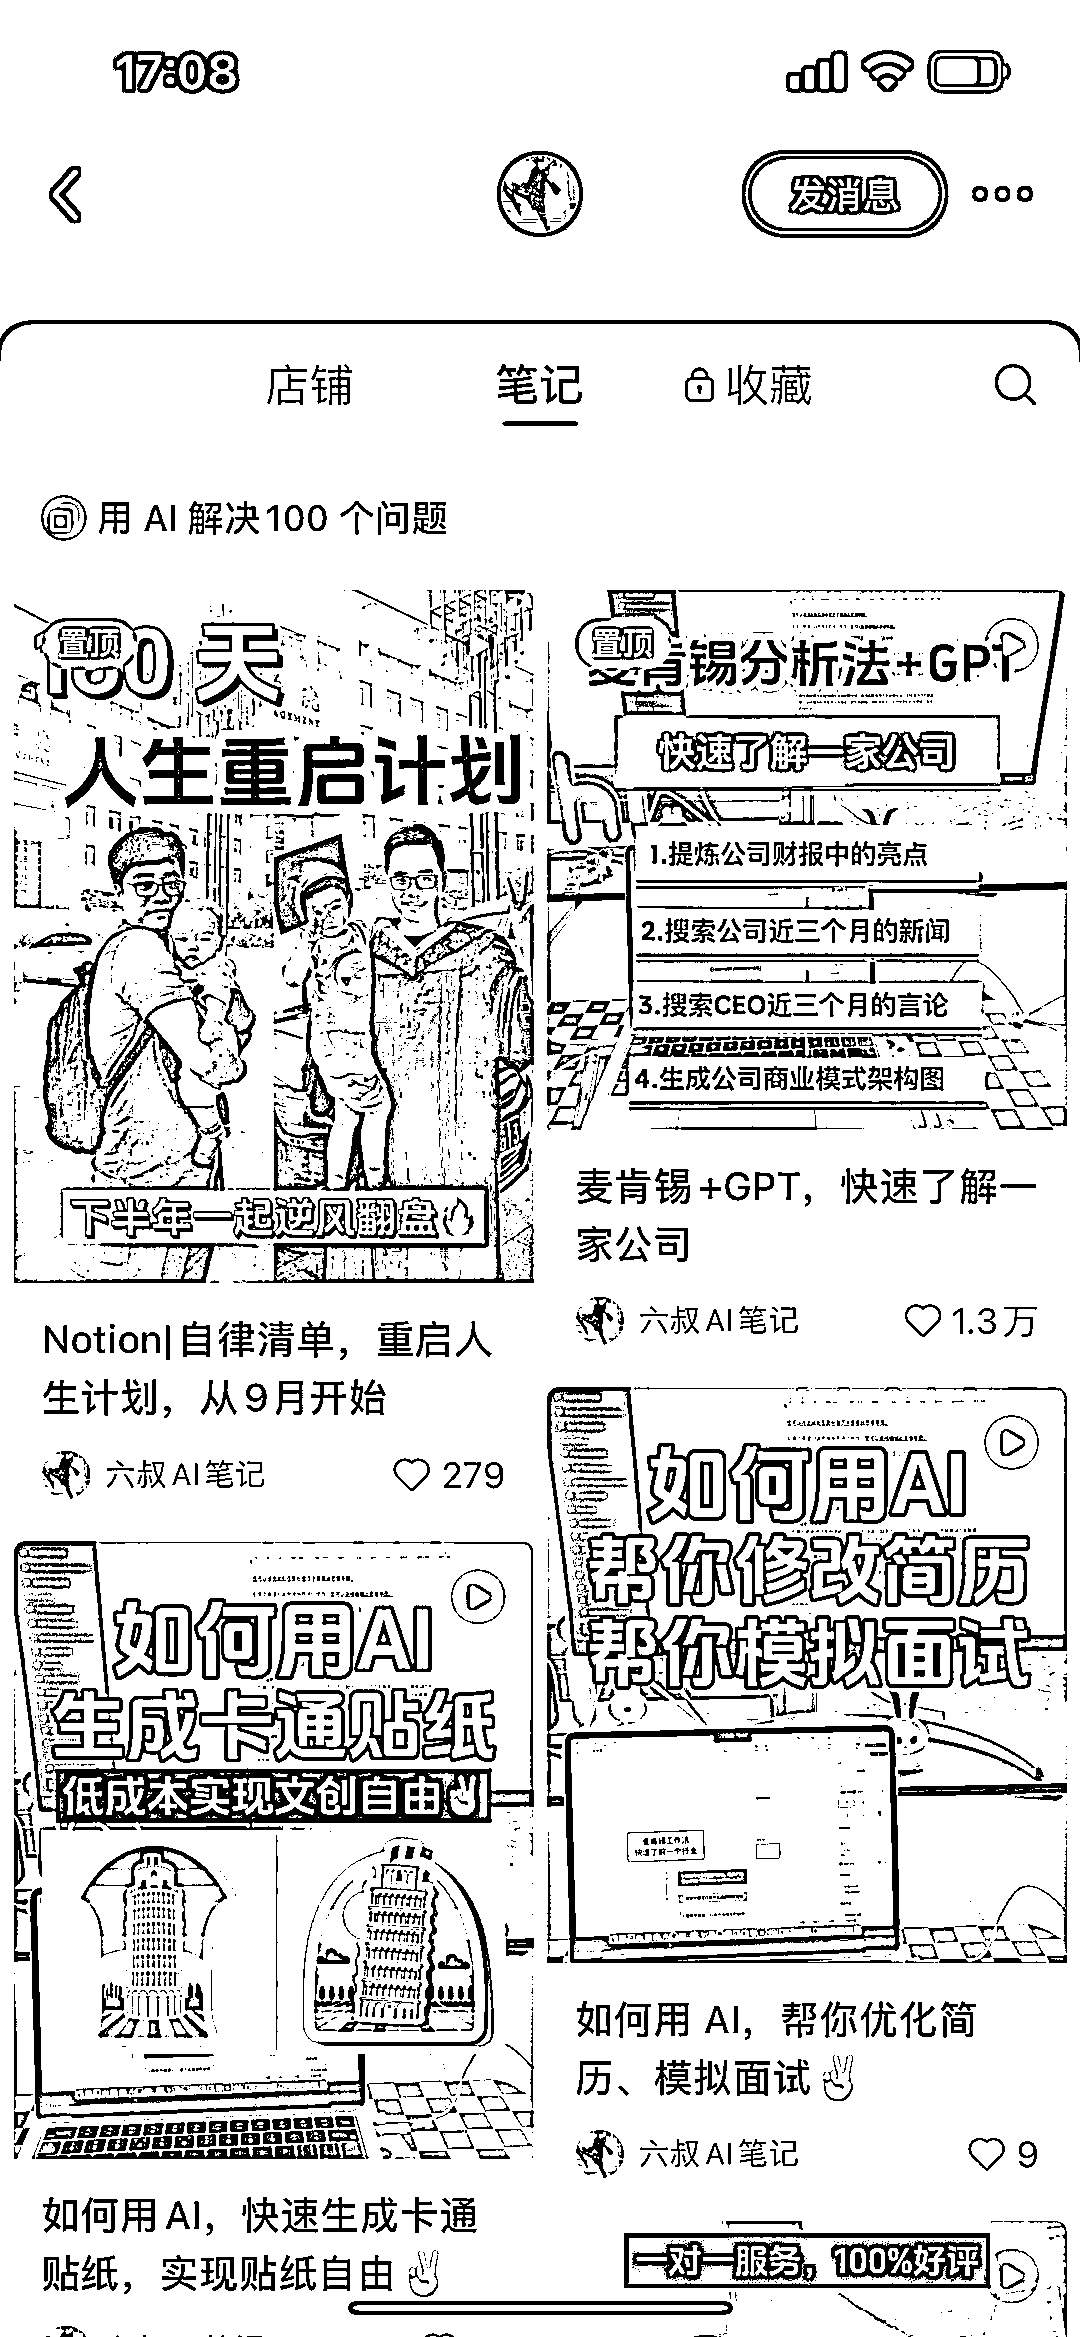 17:08
发消息
店铺
笔记
收藏
用 AI 解决100 个问题
置顶
100 天
人生重启计划
下半年一起逆风翻盘🔥
Notion|自律清单，重启人
生计划，从9月开始
六叔AI笔记
279
置顶
麦肯锡分析法+GPT
快速了解一家公司
1.提炼公司财报中的亮点
2.搜索公司近三个月的新闻
3.搜索CEO近三个月的言论
4.生成公司商业模式架构图
麦肯锡+GPT，快速了解一
家公司
六叔AI笔记
1.3万
如何用AI
生成卡通贴纸
低成本实现文创自由✌
如何用AI，快速生成卡通
贴纸，实现贴纸自由✌
如何用AI
帮你修改简历
帮你模拟面试
如何用 AI，帮你优化简
历、模拟面试✌
六叔AI笔记
9
一对一服务，100%好评